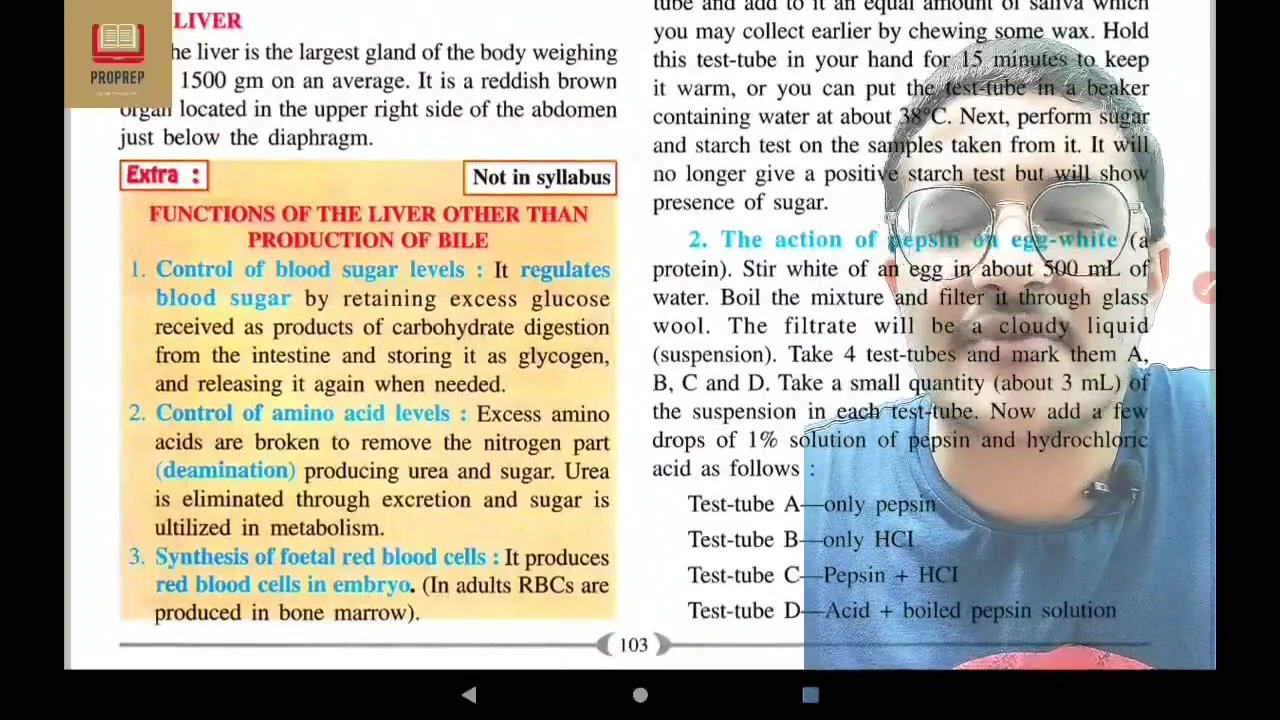 PROPREP
LIVER
he liver is the largest gland of the body weighing
1500 gm on an average. It is a reddish brown
organ located in the upper right side of the abdomen
just below the diaphragm.
Extra :
Not in syllabus
FUNCTIONS OF THE LIVER OTHER THAN
PRODUCTION OF BILE
1. Control of blood sugar levels : It regulates
blood sugar by retaining excess glucose
received as products of carbohydrate digestion
from the intestine and storing it as glycogen,
and releasing it again when needed.
2. Control of amino acid levels : Excess amino
acids are broken to remove the nitrogen part
(deamination) producing urea and sugar. Urea
is eliminated through excretion and sugar is
ultilized in metabolism.
3. Synthesis of foetal red blood cells : It produces
red blood cells in embryo. (In adults RBCs are
produced in bone marrow).
tube and add to it an equal amount of saliva which
you may collect earlier by chewing some wax. Hold
this test-tube in your hand for 15 minutes to keep
it warm, or you can put the test-tube in a beaker
containing water at about 38°C. Next, perform sugar
and starch test on the samples taken from it. It will
no longer give a positive starch test but will show
presence of sugar.
2. The action of pepsin on egg-white (a
protein). Stir white of an egg in about 500 mL of
water. Boil the mixture and filter it through glass
wool. The filtrate will be a cloudy liquid
(suspension). Take 4 test-tubes and mark them A,
B, C and D. Take a small quantity (about 3 mL) of
the suspension in each test-tube. Now add a few
drops of 1% solution of pepsin and hydrochloric
acid as follows :
Test-tube A—only pepsin
Test-tube B—only HCI
Test-tube C—Pepsin + HCI
Test-tube D—Acid + boiled pepsin solution
103